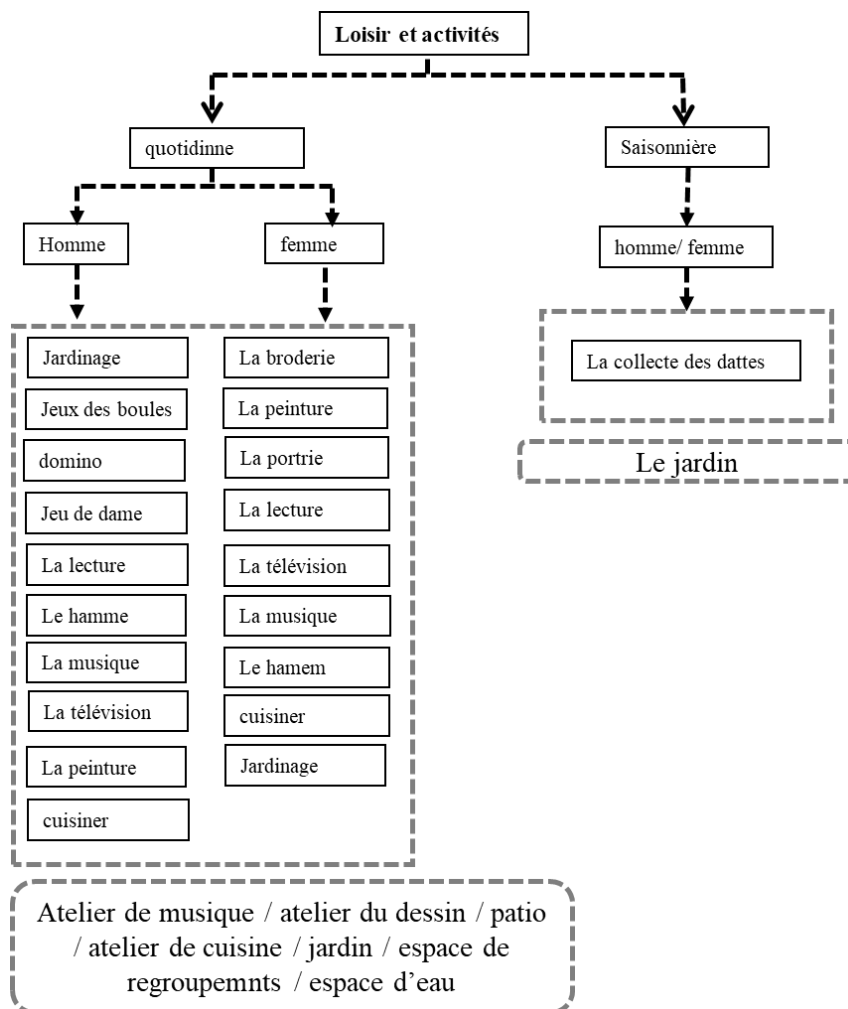 Loisir et activités
quotidinne
Saisonnière
Homme
femme
homme/ femme
Jardinage
Jeux des boules
domino
Jeu de dame
La lecture
Le hamme
La musique
La télévision
La peinture
cuisiner
La broderie
La peinture
La portrie
La lecture
La télévision
La musique
Le hamem
cuisiner
Jardinage
La collecte des dattes
Le jardin
Atelier de musique / atelier du dessin / patio
/ atelier de cuisine / jardin / espace de
regroupemnts / espace d’eau